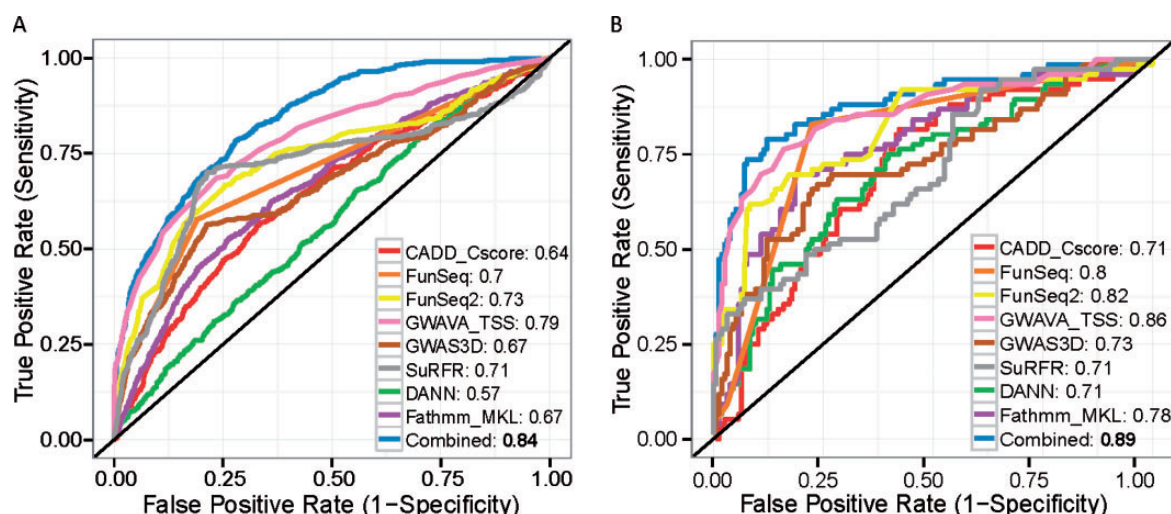 A
True Positive Rate (Sensitivity)
1.00
0.75
0.50
0.25
0.00
CADD_Cscore: 0.64
FunSeq: 0.7
FunSeq2: 0.73
GWAVA_TSS: 0.79
GWAS3D: 0.67
SuRFR: 0.71
DANN: 0.57
Fathmm_MKL: 0.67
Combined: 0.84
0.00 0.25 0.50 0.75 1.00
False Positive Rate (1−Specificity)
B
True Positive Rate (Sensitivity)
1.00
0.75
0.50
0.25
0.00
CADD_Cscore: 0.71
FunSeq: 0.8
FunSeq2: 0.82
GWAVA_TSS: 0.86
GWAS3D: 0.73
SuRFR: 0.71
DANN: 0.71
Fathmm_MKL: 0.78
Combined: 0.89
0.00 0.25 0.50 0.75 1.00
False Positive Rate (1−Specificity)